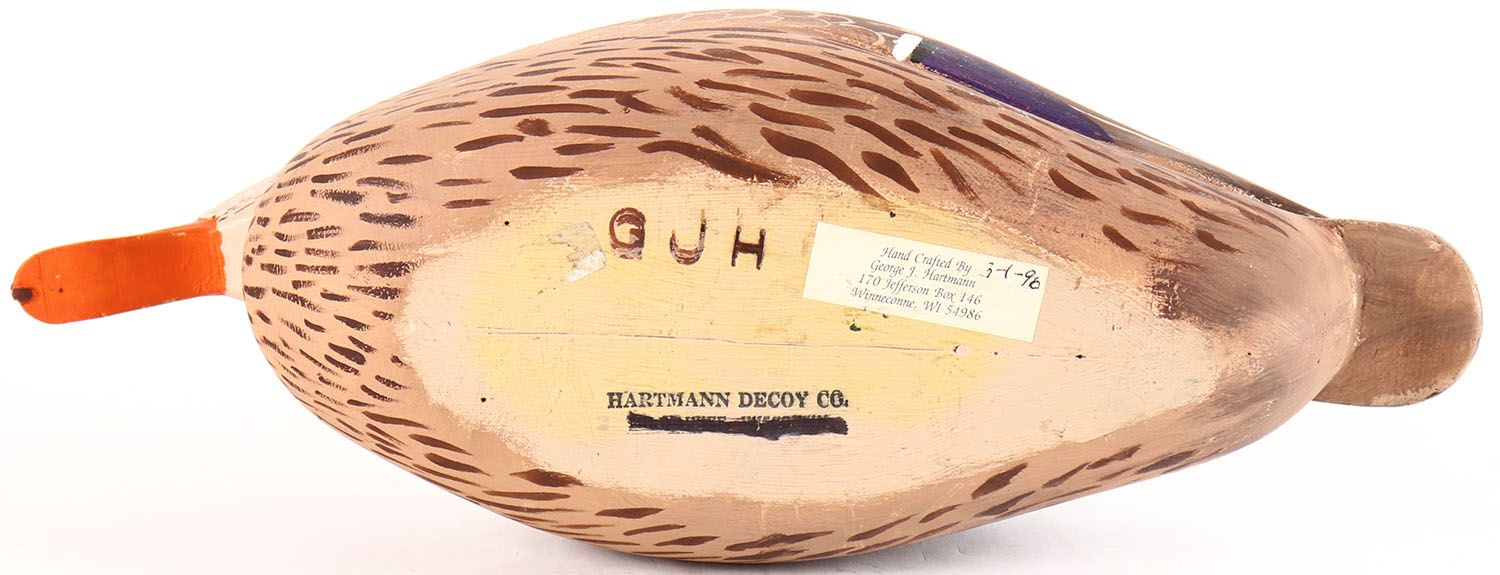 GJH
Hand Crafted By 3-1-96
George J. Hartmann
170 Jefferson Box 146
Winneconne, WI 54986
HARTMANN DECOY CO.